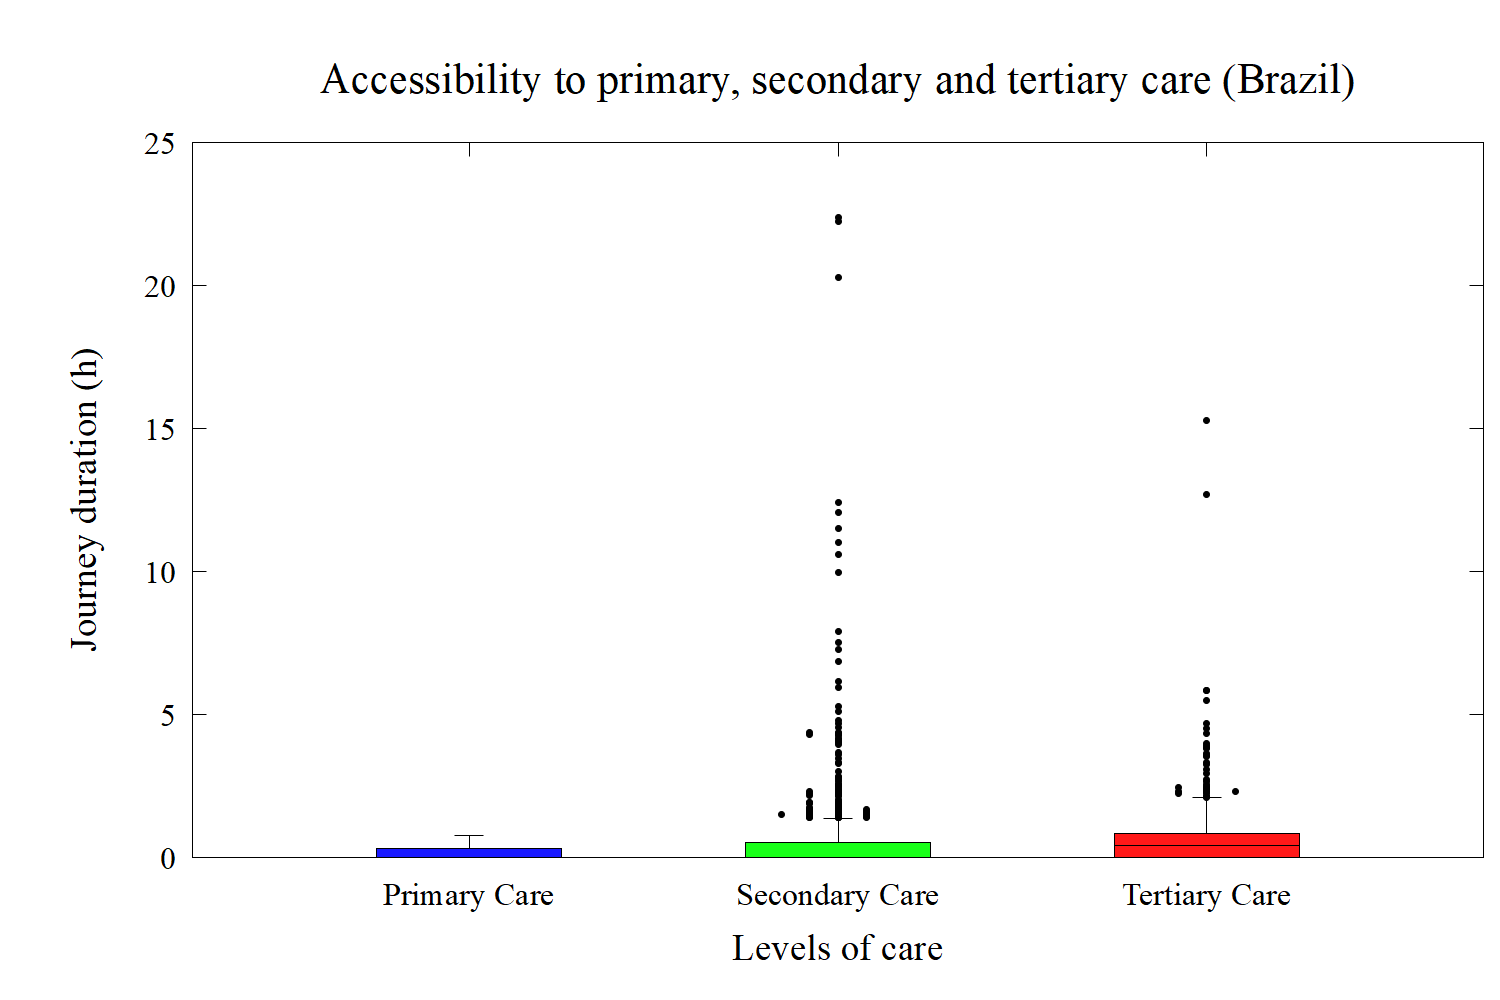 Accessibility to primary, secondary and tertiary care (Brazil)
25
20
15
10
5
0
Journey duration (h)
Primary Care
Secondary Care
Tertiary Care
Levels of care